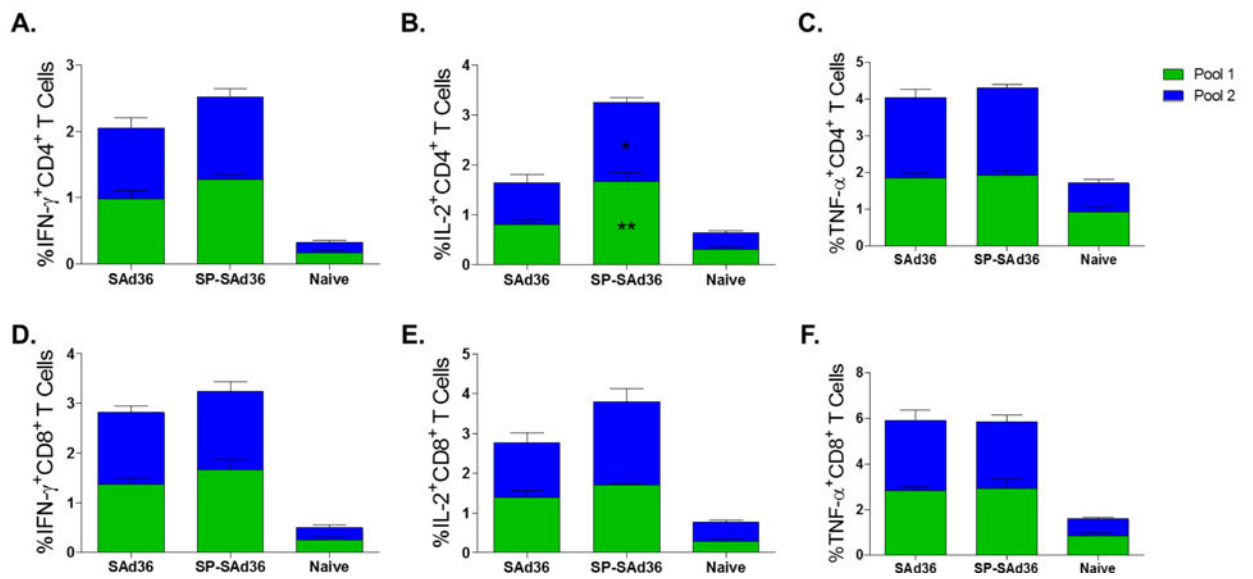 A.
%IFN-γ⁺CD4⁺ T Cells
3
2
1
0
SAd36 SP-SAd36 Naive
B.
%IL-2⁺CD4⁺ T Cells
4
3
2
1
0
*
**
SAd36 SP-SAd36 Naive
C.
%TNF-α⁺CD4⁺ T Cells
5
4
3
2
1
0
SAd36 SP-SAd36 Naive
Pool 1
Pool 2
D.
%IFN-γ⁺CD8⁺ T Cells
4
3
2
1
0
SAd36 SP-SAd36 Naive
E.
%IL-2⁺CD8⁺ T Cells
5
4
3
2
1
0
SAd36 SP-SAd36 Naive
F.
%TNF-α⁺CD8⁺ T Cells
8
6
4
2
0
SAd36 SP-SAd36 Naive